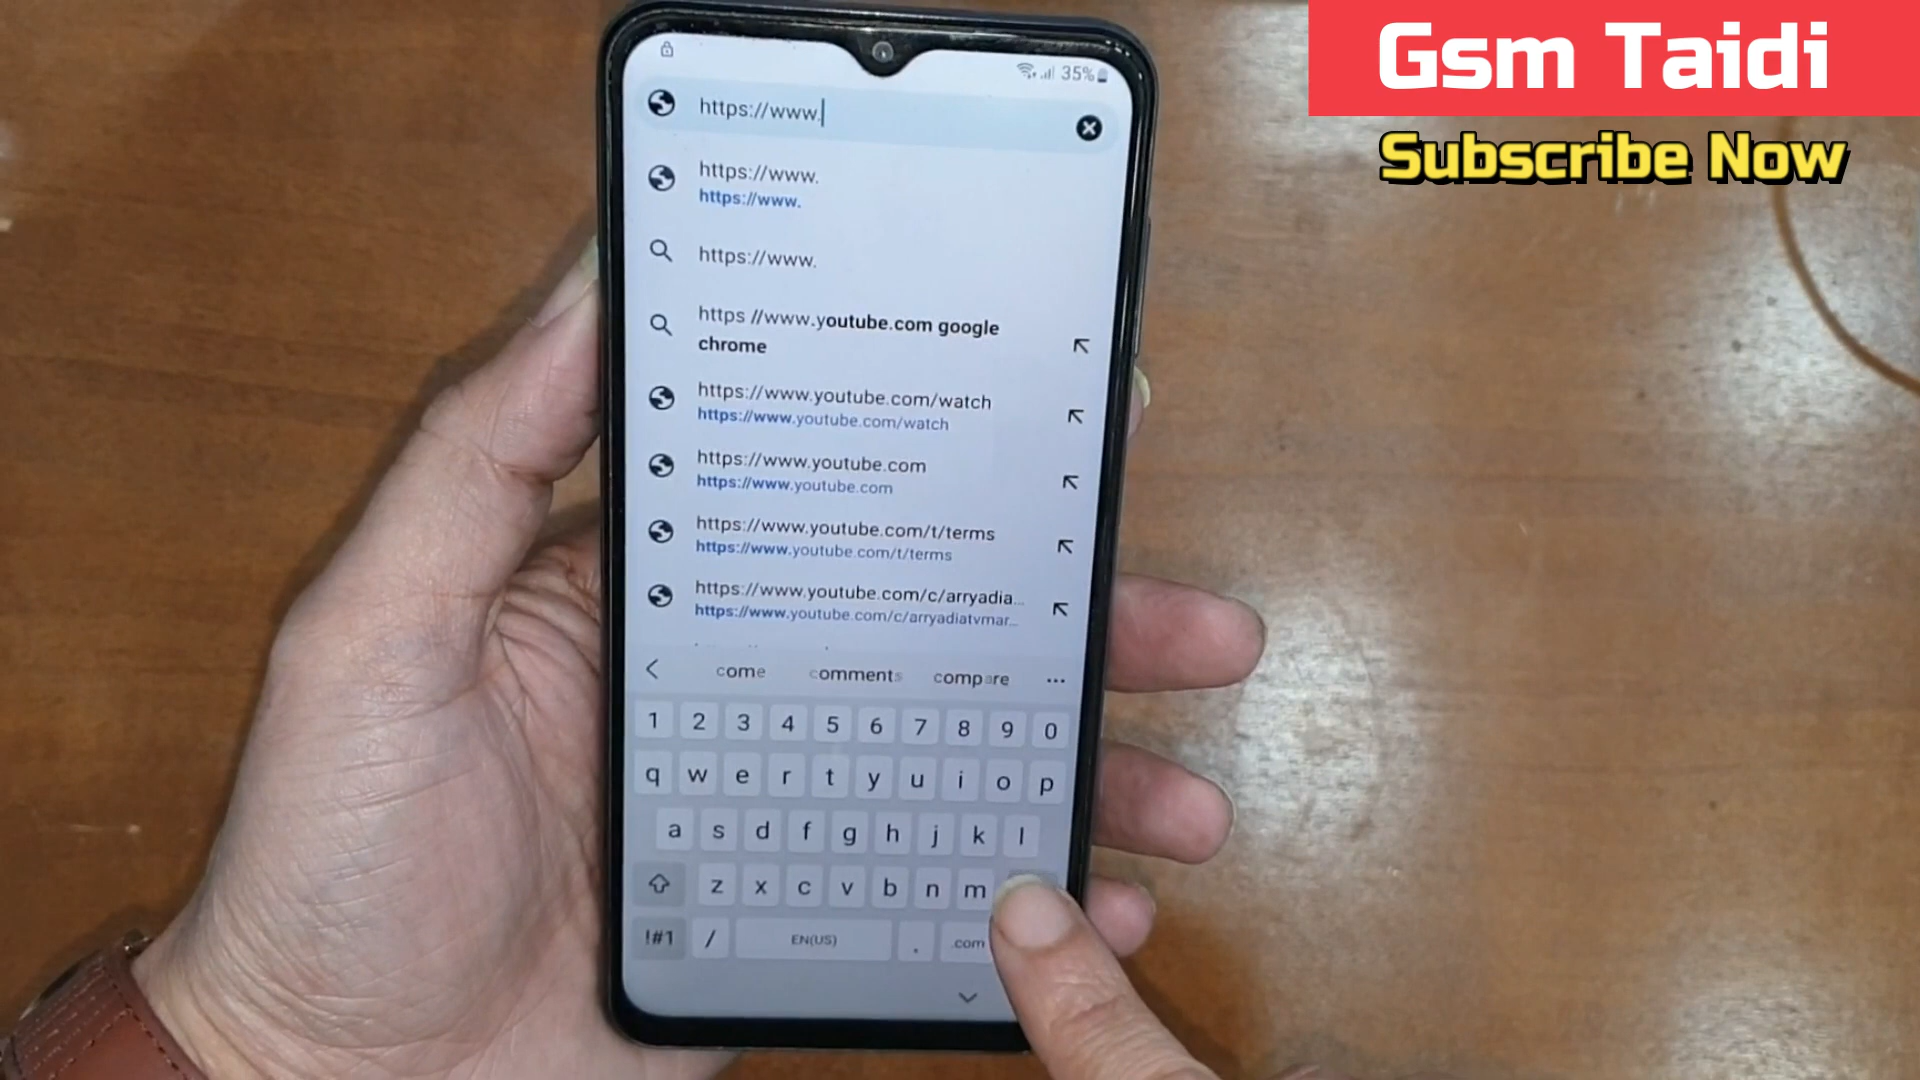 Gsm Taidi
Subscribe Now
35%
https://www.
https://www.
https://www.
https://www.
https //www.youtube.com google
chrome
https://www.youtube.com/watch
https://www.youtube.com/watch
https://www.youtube.com
https://www.youtube.com
https://www.youtube.com/t/terms
https://www.youtube.com/t/terms
https://www.youtube.com/c/arryadia...
https://www.youtube.com/c/arryadiatvmar...
come comments compare ...
1 2 3 4 5 6 7 8 9 0
q w e r t y u i o p
a s d f g h j k l
z x c v b n m
!#1 / EN(US) . .com